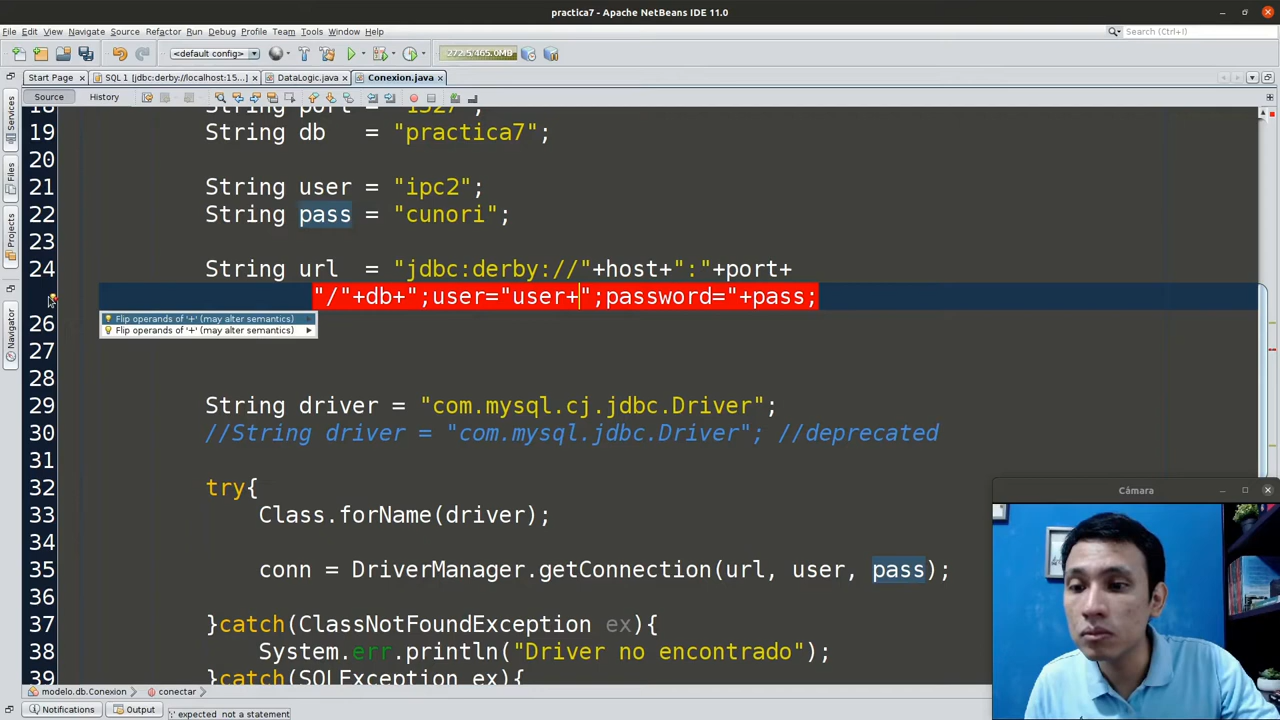 practica7 - Apache NetBeans IDE 11.0
File Edit View Navigate Source Refactor Run Debug Profile Team Tools Window Help
Search (Ctrl+I)
<default config>
272.5/465.0MB
Start Page
SQL 1 [jdbc:derby://localhost:15...
DataLogic.java
Conexion.java
Source History
Services
Files
Projects
Navigator
19 String db = "practica7";
20
21 String user = "ipc2";
22 String pass = "cunori";
23
24 String url = "jdbc:derby://"+host+":"+port+
"/"+db+";user="user+";password="+pass;
Flip operands of '+' (may alter semantics)
Flip operands of '+' (may alter semantics)
26
27
28
29 String driver = "com.mysql.cj.jdbc.Driver";
30 //String driver = "com.mysql.jdbc.Driver"; //deprecated
31
32 try{
33 Class.forName(driver);
34
35 conn = DriverManager.getConnection(url, user, pass);
36
37 }catch(ClassNotFoundException ex){
38 System.err.println("Driver no encontrado");
39 }catch(SQLException ex){
Cámara
modelo.db.Conexion
conectar
Notifications
Output
';' expected not a statement